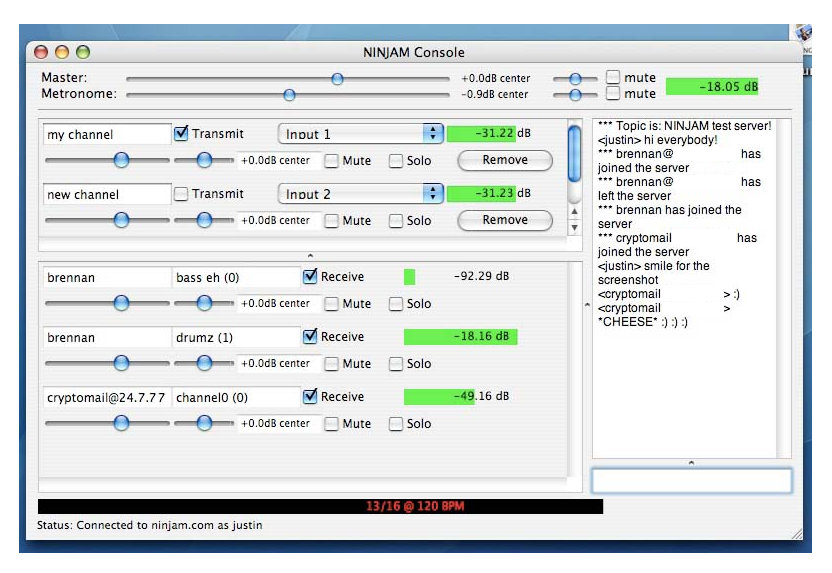 NINJAM Console
Master: +0.0dB center mute
-18.05 dB
Metronome: -0.9dB center mute
my channel Transmit Input 1 -31.22 dB
+0.0dB center Mute Solo Remove
new channel Transmit Input 2 -31.23 dB
+0.0dB center Mute Solo Remove
brennan bass eh (0) Receive -92.29 dB
+0.0dB center Mute Solo
brennan drumz (1) Receive -18.16 dB
+0.0dB center Mute Solo
cryptomail@24.7.77 channel0 (0) Receive -49.16 dB
+0.0dB center Mute Solo
*** Topic is: NINJAM test server!
<justin> hi everybody!
*** brennan@ has
joined the server
*** brennan@ has
left the server
*** brennan has joined the
server
*** cryptomail has
joined the server
<justin> smile for the
screenshot
<cryptomail > :)
<cryptomail >
*CHEESE* :) :) :)
13/16 @ 120 BPM
Status: Connected to ninjam.com as justin